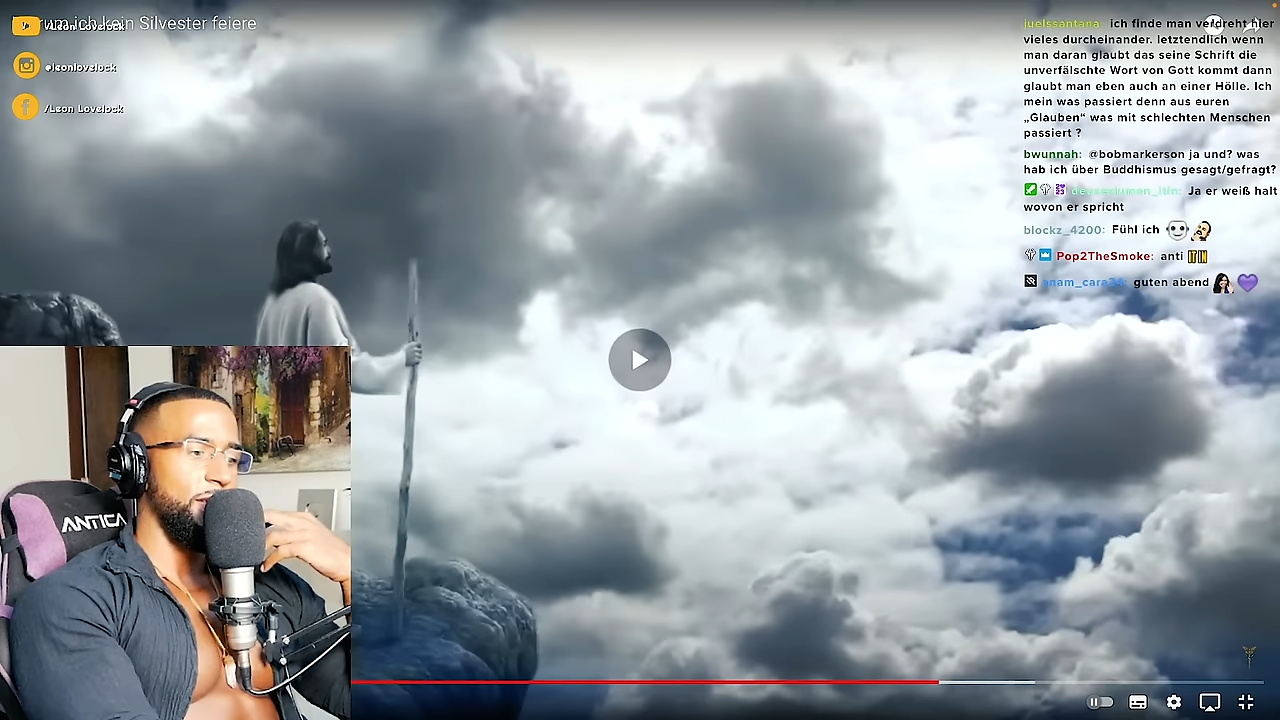 rum ich kein Silvester feiere
/Leon Lovelock
@leonlovelock
/Leon Lovelock
juelssantana: ich finde man verdreht hier
vieles durcheinander. letztendlich wenn
man daran glaubt das seine Schrift die
unverfälschte Wort von Gott kommt dann
glaubt man eben auch an einer Hölle. Ich
mein was passiert denn aus euren
„Glauben“ was mit schlechten Menschen
passiert ?
bwunnah: @bobmarkerson ja und? was
hab ich über Buddhismus gesagt/gefragt?
Ja er weiß halt
wovon er spricht
blockz_4200: Fühl ich
Pop2TheSmoke: anti
guten abend
ANTICA